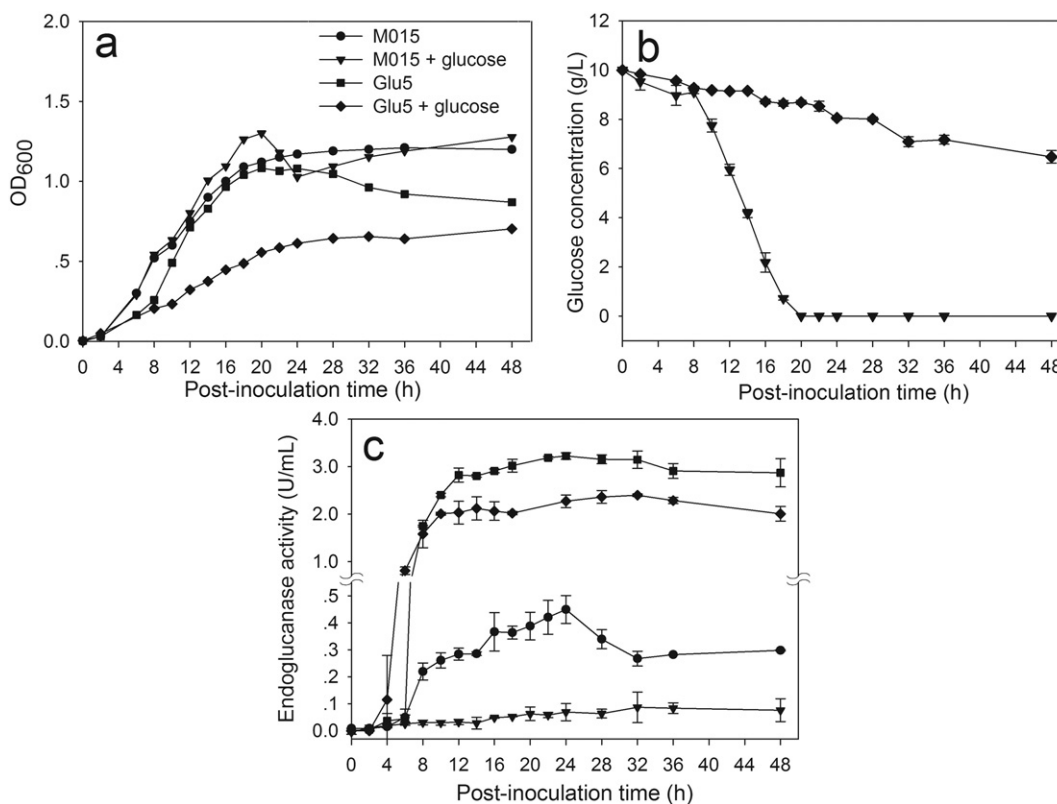 a
M015
M015 + glucose
Glu5
Glu5 + glucose
2.0
1.5
1.0
.5
0.0
OD600
0 4 8 12 16 20 24 28 32 36 40 44 48
Post-inoculation time (h)
b
12
10
8
6
4
2
0
Glucose concentration (g/L)
0 2 4 6 8 12 16 20 24 28 32 36 40 44 48
Post-inoculation time (h)
c
4.0
3.0
2.0
1.0
.5
.4
.3
.2
.1
0.0
Endoglucanase activity (U/mL)
0 4 8 12 16 20 24 28 32 36 40 44 48
Post-inoculation time (h)